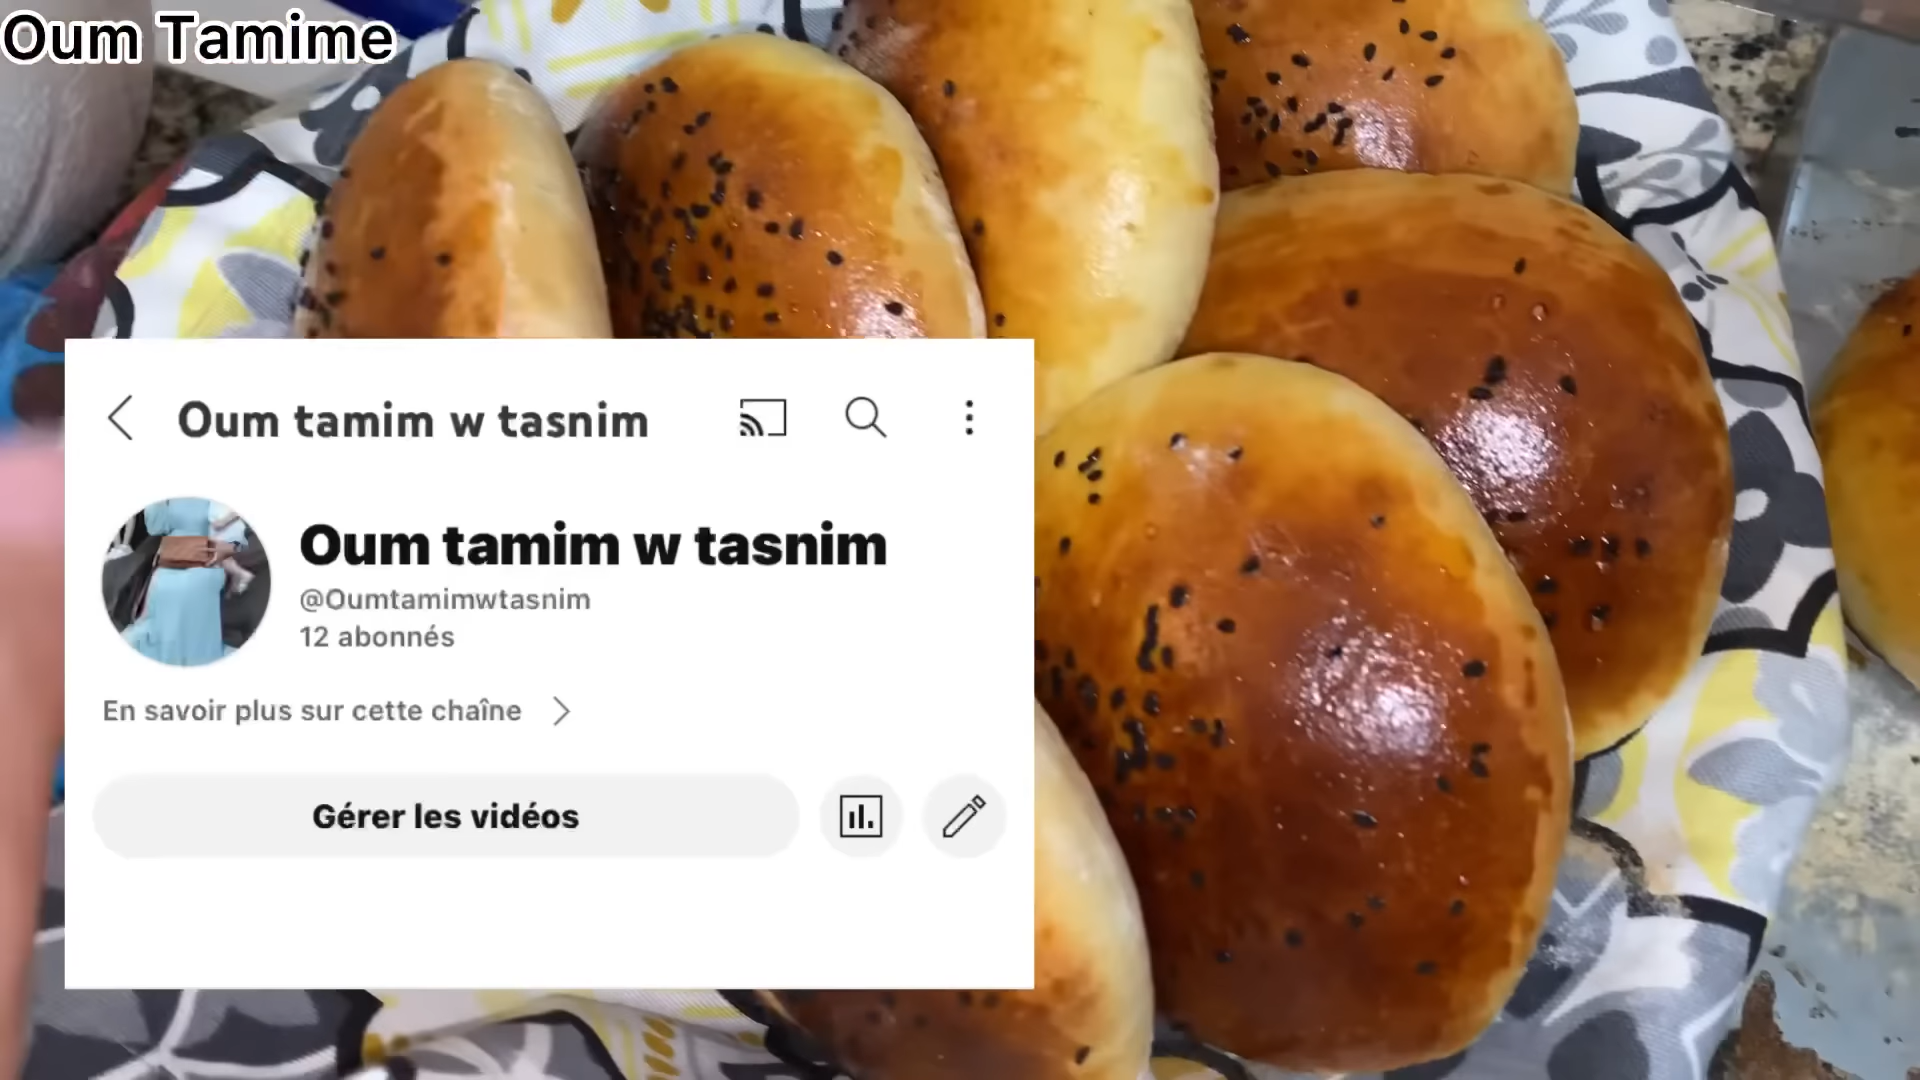 Oum Tamime
Oum tamim w tasnim
Oum tamim w tasnim
@Oumtamimwtasnim
12 abonnés
En savoir plus sur cette chaîne
Gérer les vidéos